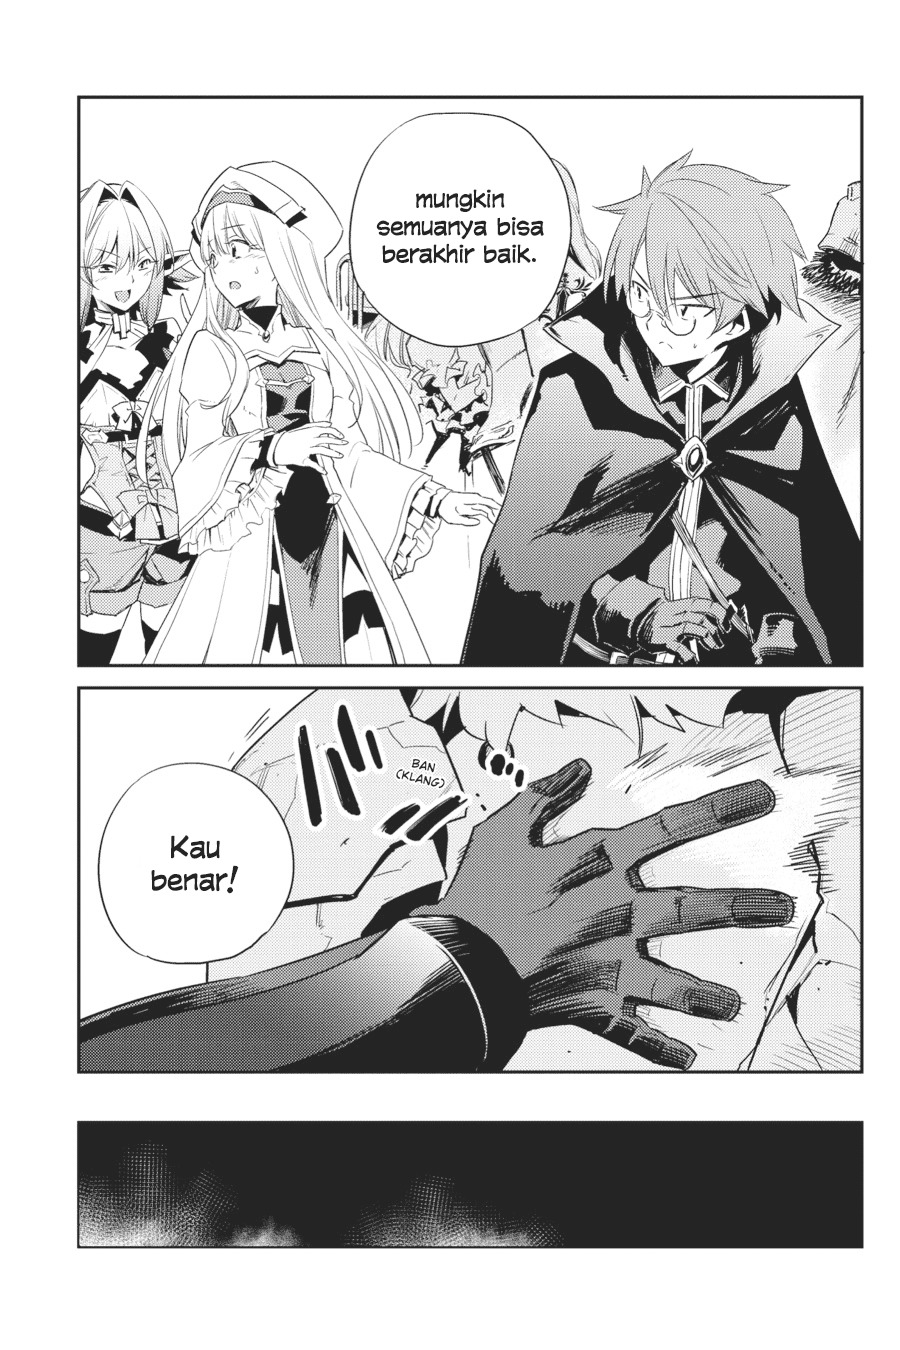 mungkin
semuanya bisa
berakhir baik.
BAN
(KLANG)
Kau
benar!